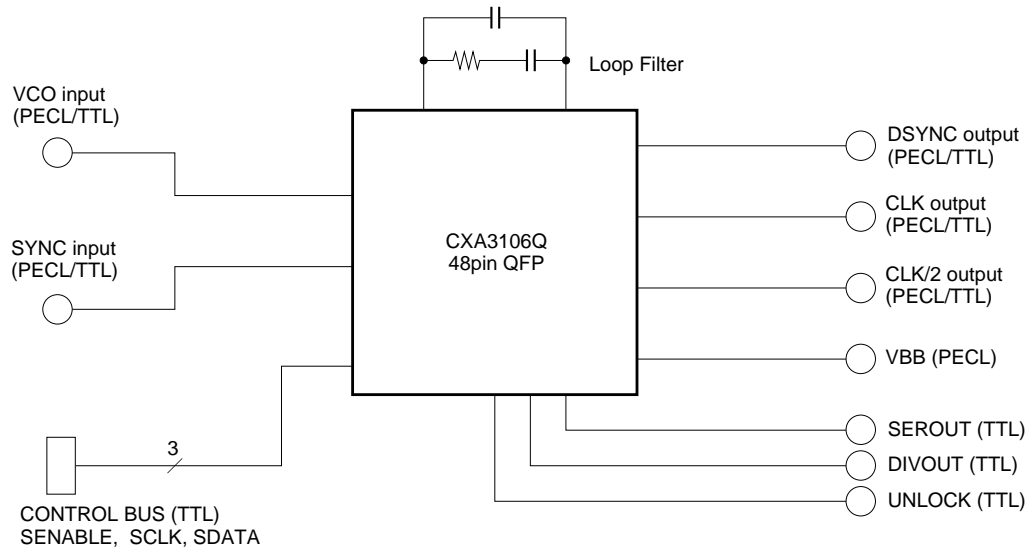 Loop Filter
VCO input
(PECL/TTL)
SYNC input
(PECL/TTL)
3
CONTROL BUS (TTL)
SENABLE, SCLK, SDATA
CXA3106Q
48pin QFP
DSYNC output
(PECL/TTL)
CLK output
(PECL/TTL)
CLK/2 output
(PECL/TTL)
VBB (PECL)
SEROUT (TTL)
DIVOUT (TTL)
UNLOCK (TTL)